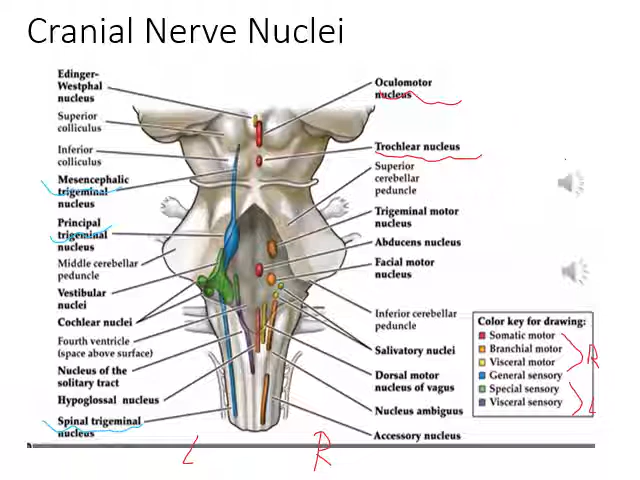 Cranial Nerve Nuclei
Edinger-
Westphal
nucleus
Superior
colliculus
Inferior
colliculus
Mesencephalic
trigeminal
nucleus
Principal
trigeminal
nucleus
Middle cerebellar
peduncle
Vestibular
nuclei
Cochlear nuclei
Fourth ventricle
(space above surface)
Nucleus of the
solitary tract
Hypoglossal nucleus
Spinal trigeminal
nucleus
Oculomotor
nucleus
Trochlear nucleus
Superior
cerebellar
peduncle
Trigeminal motor
nucleus
Abducens nucleus
Facial motor
nucleus
Inferior cerebellar
peduncle
Salivatory nuclei
Dorsal motor
nucleus of vagus
Nucleus ambiguus
Accessory nucleus
Color key for drawing:
Somatic motor
Branchial motor
Visceral motor
General sensory
Special sensory
Visceral sensory
R
L
L
R